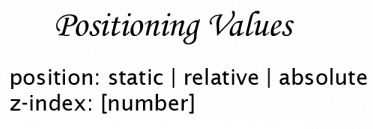 Positioning Values
position: static | relative | absolute
z-index: [number]